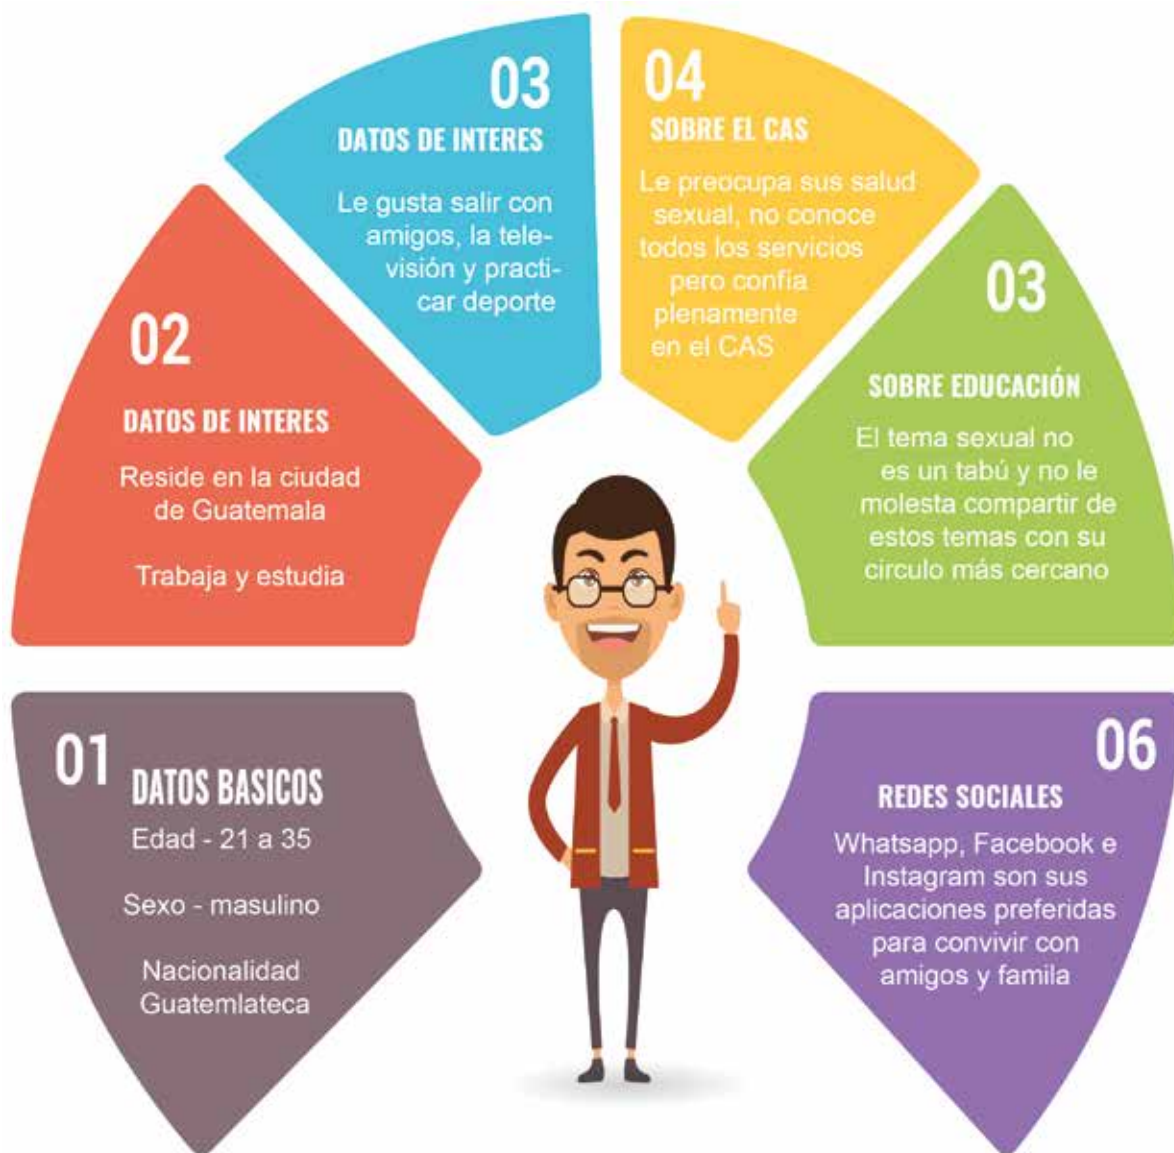 01
DATOS BASICOS
Edad - 21 a 35
Sexo - masulino
Nacionalidad
Guatemlateca
02
DATOS DE INTERES
Reside en la ciudad
de Guatemala
Trabaja y estudia
03
DATOS DE INTERES
Le gusta salir con
amigos, la tele-
visión y practi-
car deporte
04
SOBRE EL CAS
Le preocupa sus salud
sexual, no conoce
todos los servicios
pero confía
plenamente
en el CAS
03
SOBRE EDUCACIÓN
El tema sexual no
es un tabú y no le
molesta compartir de
estos temas con su
circulo más cercano
06
REDES SOCIALES
Whatsapp, Facebook e
Instagram son sus
aplicaciones preferidas
para convivir con
amigos y famila